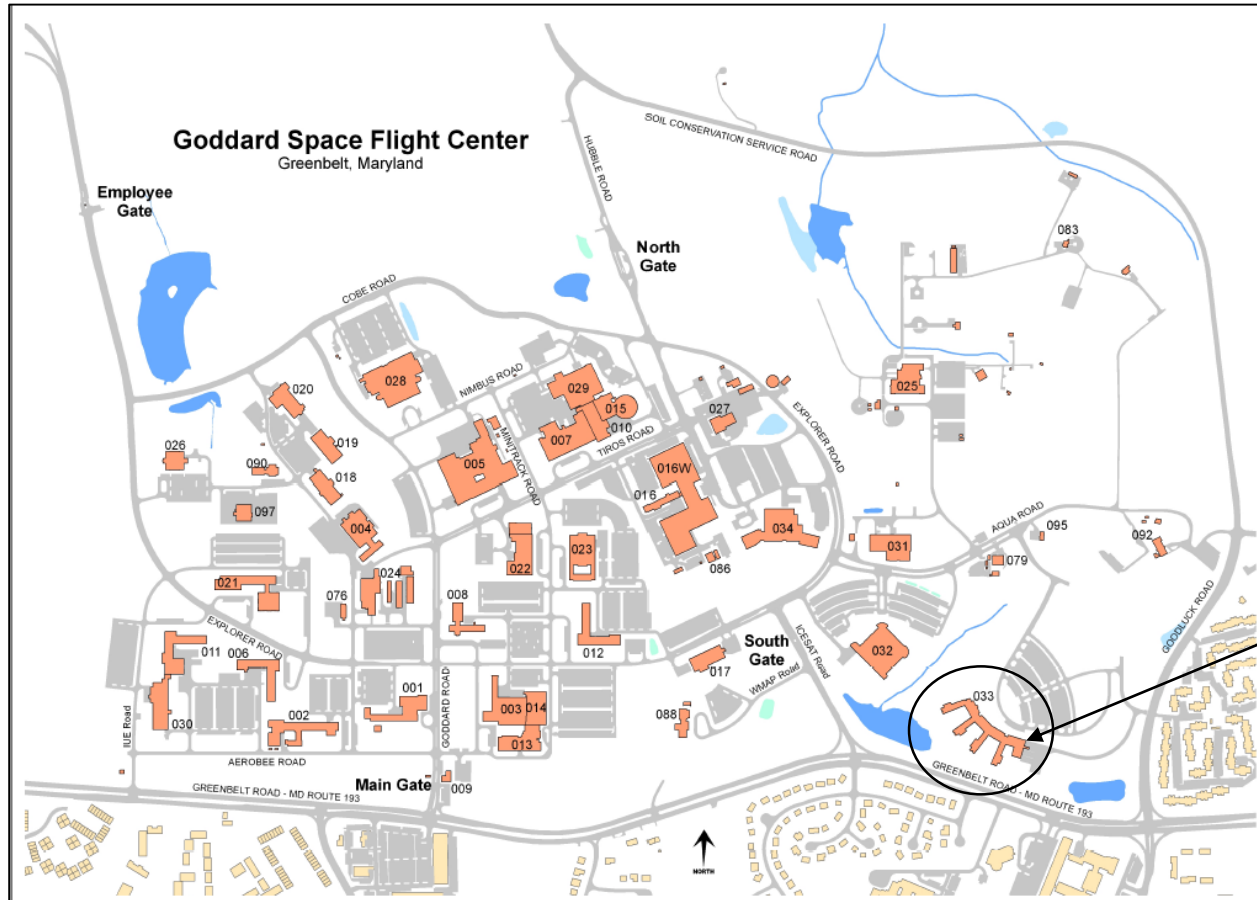 Goddard Space Flight Center
Greenbelt, Maryland
SOIL CONSERVATION SERVICE ROAD
HUBBLE ROAD
Employee
Gate
083
North
Gate
COBE ROAD
028
NIMBUS ROAD
029
015
010
007
025
020
027
TIROS ROAD
EXPLORER ROAD
019
MINITRACK ROAD
026
090
005
016W
018
016
097
004
034
AQUA ROAD
095
092
023
031
022
086
079
021
024
076
008
GOODLUCK ROAD
EXPLORER ROAD
011
006
012
South
Gate
ICESAT Road
032
017
WMAP Road
001
GODDARD ROAD
003
014
033
030
IUE Road
002
088
013
AEROBEE ROAD
Main Gate
009
GREENBELT ROAD - MD ROUTE 193
GREENBELT ROAD - MD ROUTE 193
NORTH